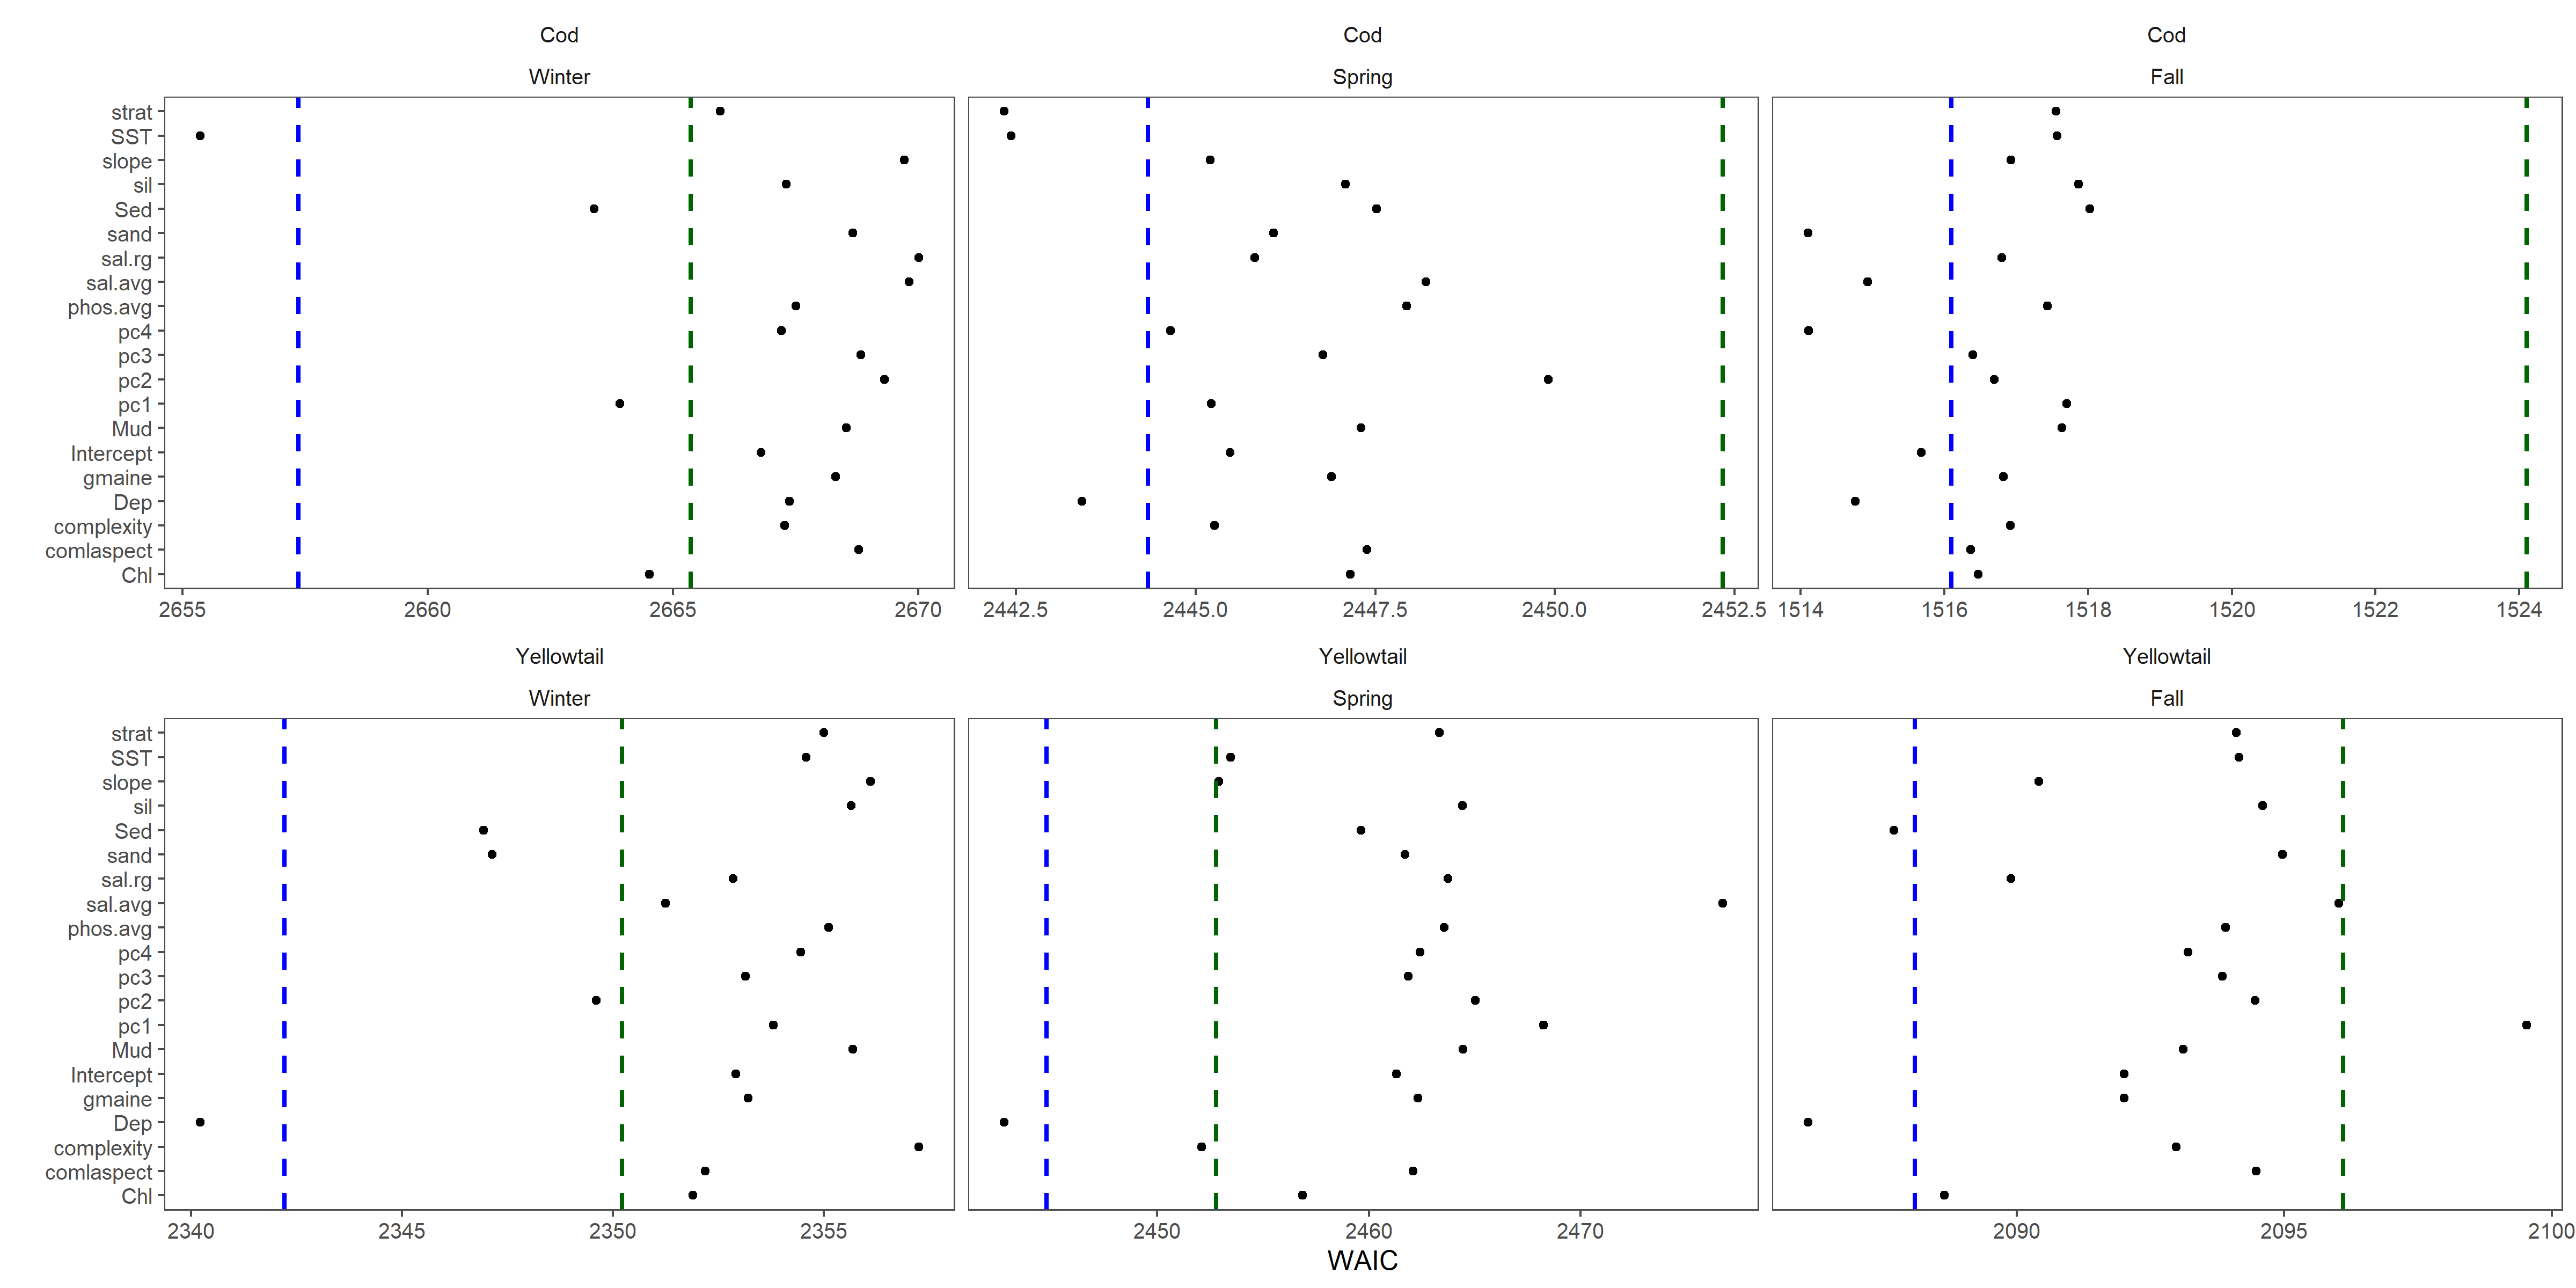 Cod Cod Cod
Winter Spring Fall
strat
SST
slope
sil
Sed
sand
sal.rg
sal.avg
phos.avg
pc4
pc3
pc2
pc1
Mud
Intercept
gmaine
Dep
complexity
comlaspect
Chl
2655 2660 2665 2670 2442.5 2445.0 2447.5 2450.0 2452.5 1514 1516 1518 1520 1522 1524
Yellowtail Yellowtail Yellowtail
Winter Spring Fall
strat
SST
slope
sil
Sed
sand
sal.rg
sal.avg
phos.avg
pc4
pc3
pc2
pc1
Mud
Intercept
gmaine
Dep
complexity
comlaspect
Chl
2340 2345 2350 2355 2450 2460 2470 2090 2095 2100
WAIC